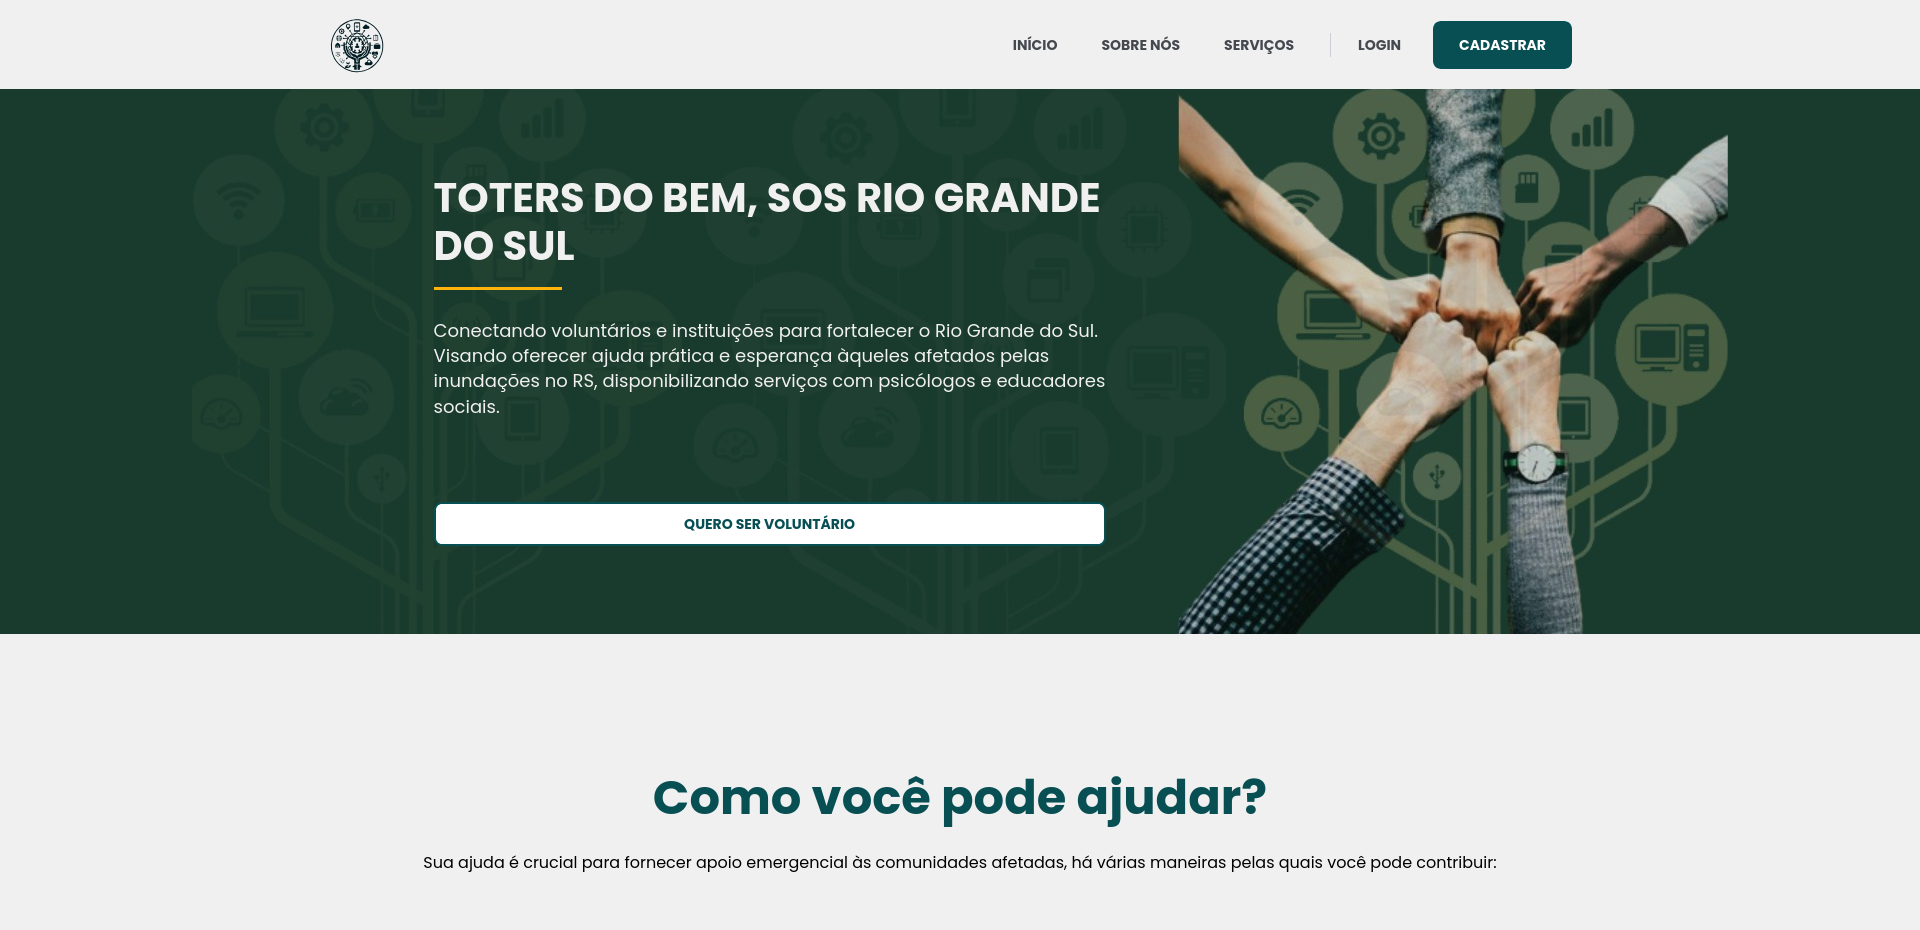 INÍCIO
SOBRE NÓS
SERVIÇOS
LOGIN
CADASTRAR
TOTERS DO BEM, SOS RIO GRANDE
DO SUL
Conectando voluntários e instituições para fortalecer o Rio Grande do Sul.
Visando oferecer ajuda prática e esperança àqueles afetados pelas
inundações no RS, disponibilizando serviços com psicólogos e educadores
sociais.
QUERO SER VOLUNTÁRIO
Como você pode ajudar?
Sua ajuda é crucial para fornecer apoio emergencial às comunidades afetadas, há várias maneiras pelas quais você pode contribuir: